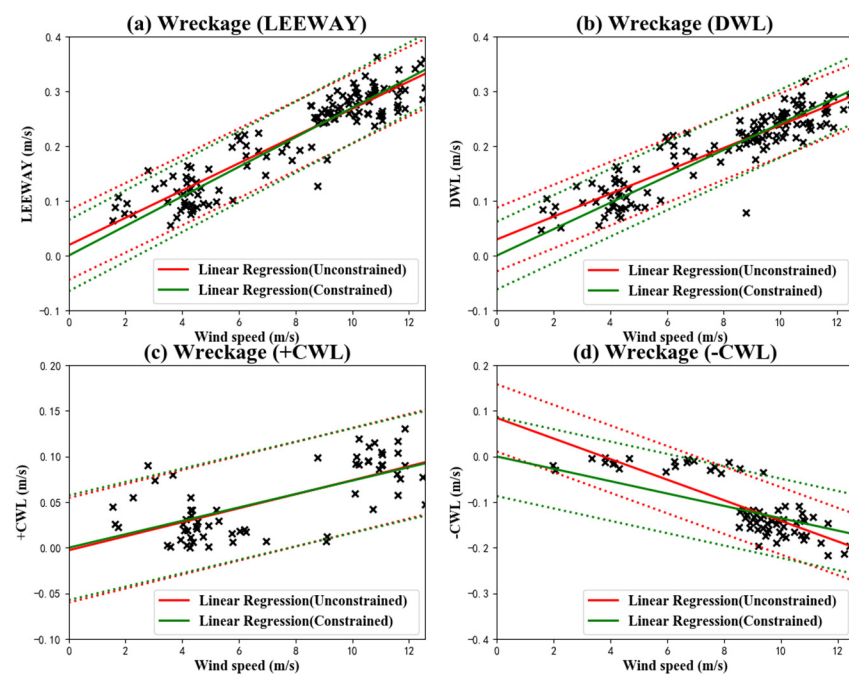 (a) Wreckage (LEEWAY)
0.4
0.3
0.2
0.1
0.0
−0.1
LEEWAY (m/s)
Linear Regression(Unconstrained)
Linear Regression(Constrained)
0 2 4 6 8 10 12
Wind speed (m/s)
(b) Wreckage (DWL)
0.4
0.3
0.2
0.1
0.0
−0.1
DWL (m/s)
Linear Regression(Unconstrained)
Linear Regression(Constrained)
0 2 4 6 8 10 12
Wind speed (m/s)
(c) Wreckage (+CWL)
0.20
0.15
0.10
0.05
0.00
−0.05
−0.10
+CWL (m/s)
Linear Regression(Unconstrained)
Linear Regression(Constrained)
0 2 4 6 8 10 12
Wind speed (m/s)
(d) Wreckage (-CWL)
0.2
0.1
0.0
−0.1
−0.2
−0.3
−0.4
-CWL (m/s)
Linear Regression(Unconstrained)
Linear Regression(Constrained)
0 2 4 6 8 10 12
Wind speed (m/s)